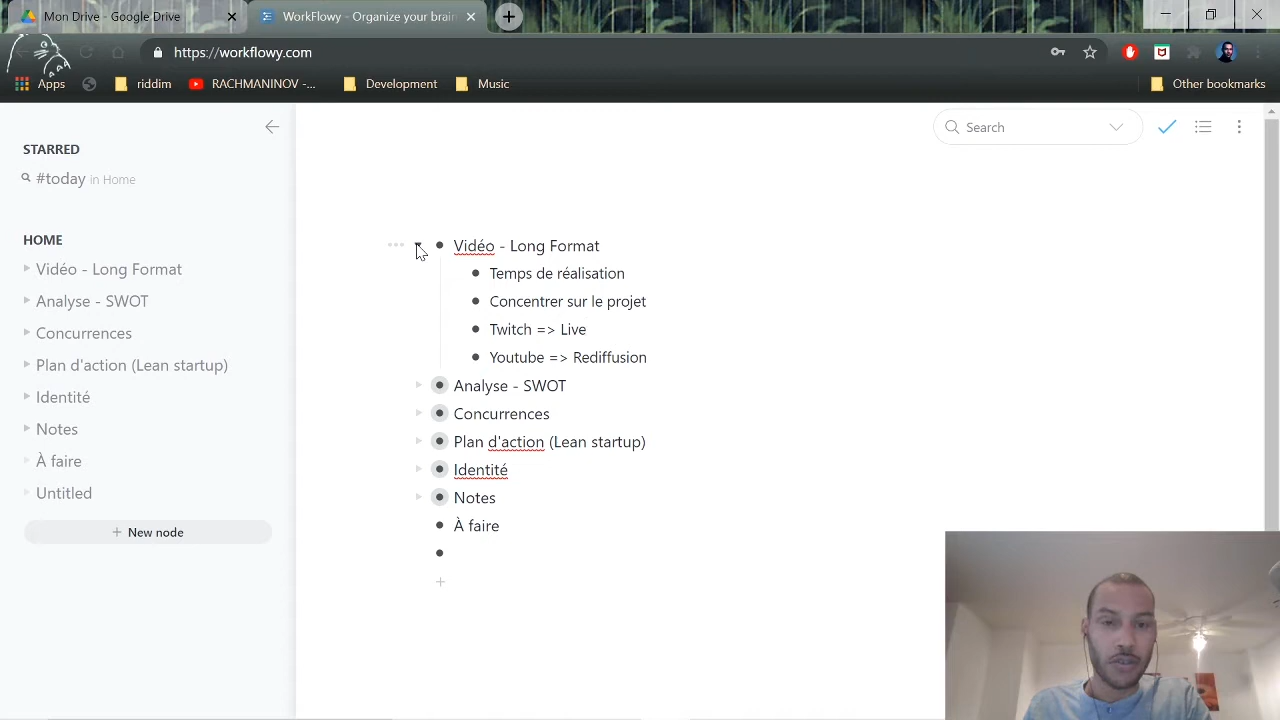 Mon Drive - Google Drive
WorkFlowy - Organize your brain
https://workflowy.com
Apps
riddim
RACHMANINOV -...
Development
Music
Other bookmarks
STARRED
#today in Home
HOME
Vidéo - Long Format
Analyse - SWOT
Concurrences
Plan d'action (Lean startup)
Identité
Notes
À faire
Untitled
+ New node
Search
Vidéo - Long Format
Temps de réalisation
Concentrer sur le projet
Twitch => Live
Youtube => Rediffusion
Analyse - SWOT
Concurrences
Plan d'action (Lean startup)
Identité
Notes
À faire